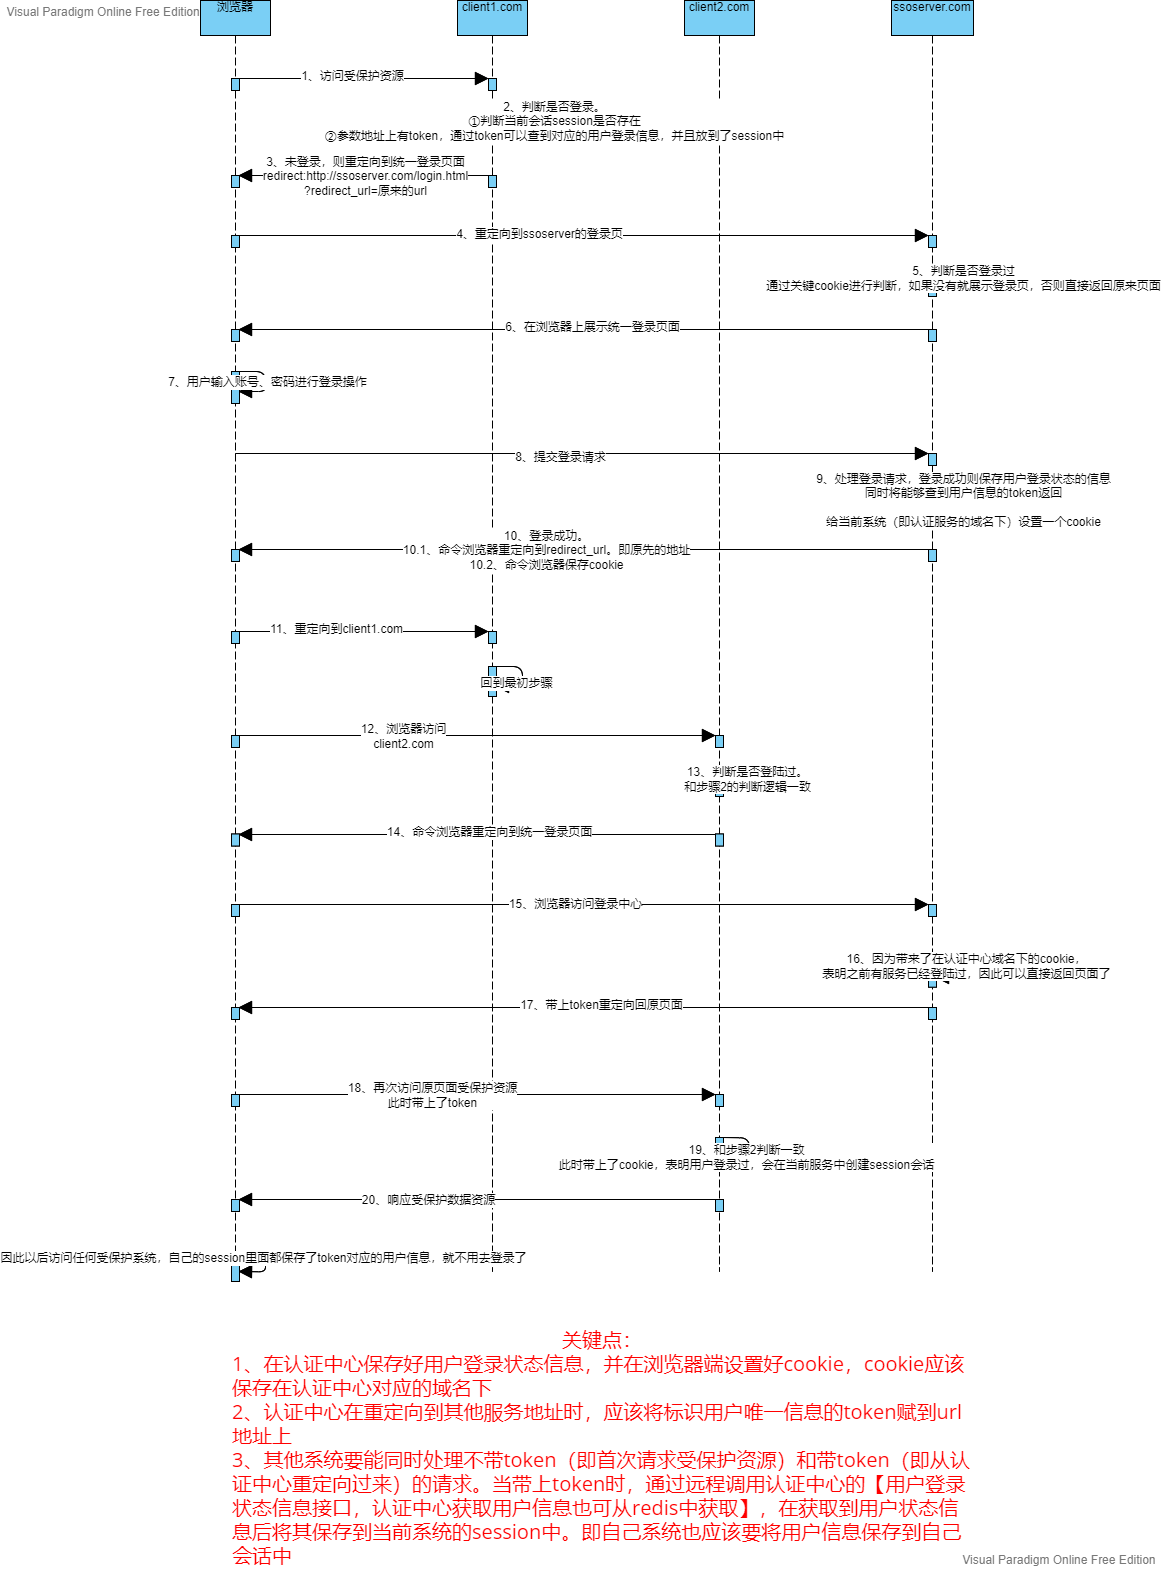 Visual Paradigm Online Free Edition
浏览器
client1.com
client2.com
ssoserver.com
1、访问受保护资源
2、判断是否登录。
①判断当前会话session是否存在
②参数地址上有token，通过token可以查到对应的用户登录信息，并且放到了session中
3、未登录，则重定向到统一登录页面
redirect:http://ssoserver.com/login.html
?redirect_url=原来的url
4、重定向到ssoserver的登录页
5、判断是否登录过
通过关键cookie进行判断，如果没有就展示登录页，否则直接返回原来页面
6、在浏览器上展示统一登录页面
7、用户输入账号、密码进行登录操作
8、提交登录请求
9、处理登录请求，登录成功则保存用户登录状态的信息
同时将能够查到用户信息的token返回
给当前系统（即认证服务的域名下）设置一个cookie
10、登录成功。
10.1、命令浏览器重定向到redirect_url。即原先的地址
10.2、命令浏览器保存cookie
11、重定向到client1.com
回到最初步骤
12、浏览器访问
client2.com
13、判断是否登陆过。
和步骤2的判断逻辑一致
14、命令浏览器重定向到统一登录页面
15、浏览器访问登录中心
16、因为带来了在认证中心域名下的cookie，
表明之前有服务已经登陆过，因此可以直接返回页面了
17、带上token重定向回原页面
18、再次访问原页面受保护资源
此时带上了token
19、和步骤2判断一致
此时带上了cookie，表明用户登录过，会在当前服务中创建session会话
20、响应受保护数据资源
因此以后访问任何受保护系统，自己的session里面都保存了token对应的用户信息，就不用去登录了
关键点：
1、在认证中心保存好用户登录状态信息，并在浏览器端设置好cookie，cookie应该
保存在认证中心对应的域名下
2、认证中心在重定向到其他服务地址时，应该将标识用户唯一信息的token赋到url
地址上
3、其他系统要能同时处理不带token（即首次请求受保护资源）和带token（即从认
证中心重定向过来）的请求。当带上token时，通过远程调用认证中心的【用户登录
状态信息接口，认证中心获取用户信息也可从redis中获取】，在获取到用户状态信
息后将其保存到当前系统的session中。即自己系统也应该要将用户信息保存到自己
会话中
Visual Paradigm Online Free Edition